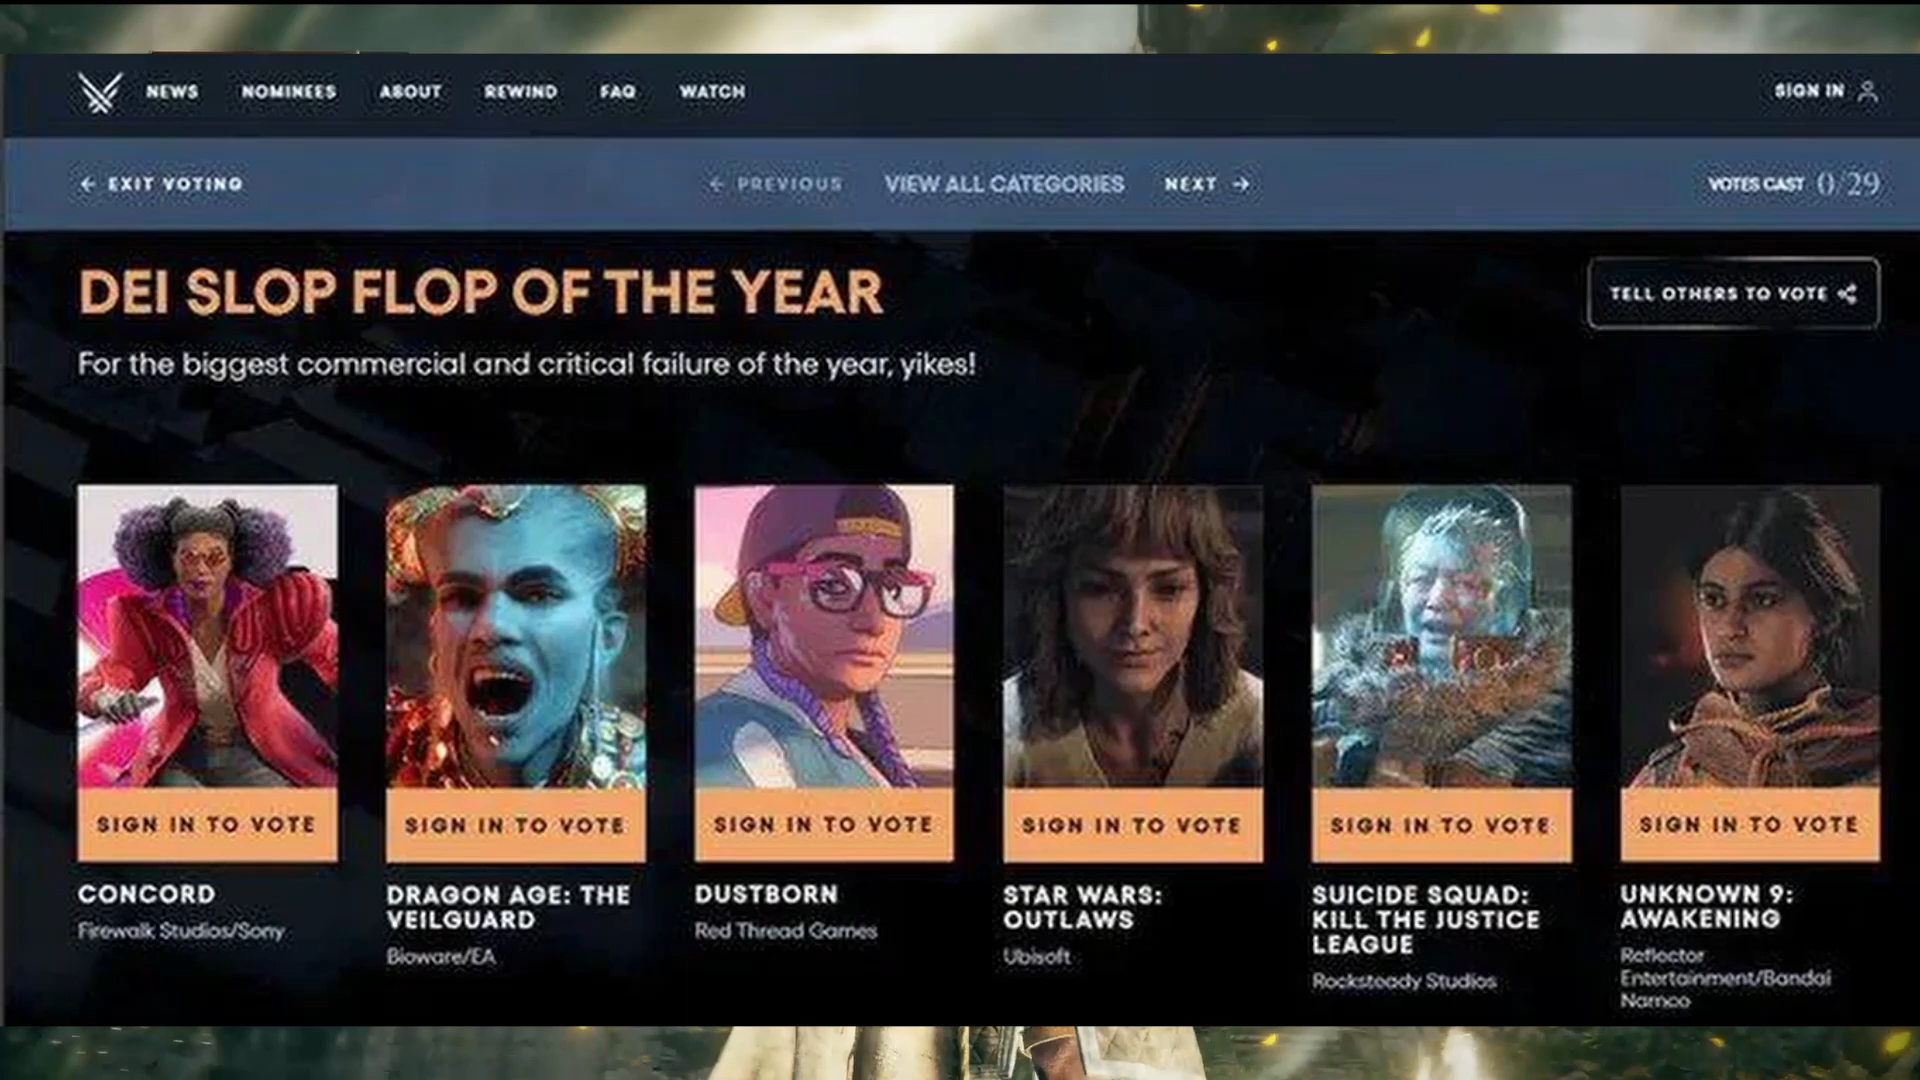 NEWS NOMINEES ABOUT REWIND FAQ WATCH SIGN IN
← EXIT VOTING ← PREVIOUS VIEW ALL CATEGORIES NEXT → VOTES CAST 0/29
DEI SLOP FLOP OF THE YEAR
TELL OTHERS TO VOTE
For the biggest commercial and critical failure of the year, yikes!
SIGN IN TO VOTE
CONCORD
Firewalk Studios/Sony
SIGN IN TO VOTE
DRAGON AGE: THE
VEILGUARD
Bioware/EA
SIGN IN TO VOTE
DUSTBORN
Red Thread Games
SIGN IN TO VOTE
STAR WARS:
OUTLAWS
Ubisoft
SIGN IN TO VOTE
SUICIDE SQUAD:
KILL THE JUSTICE
LEAGUE
Rocksteady Studios
SIGN IN TO VOTE
UNKNOWN 9:
AWAKENING
Reflector
Entertainment/Bandai
Namco